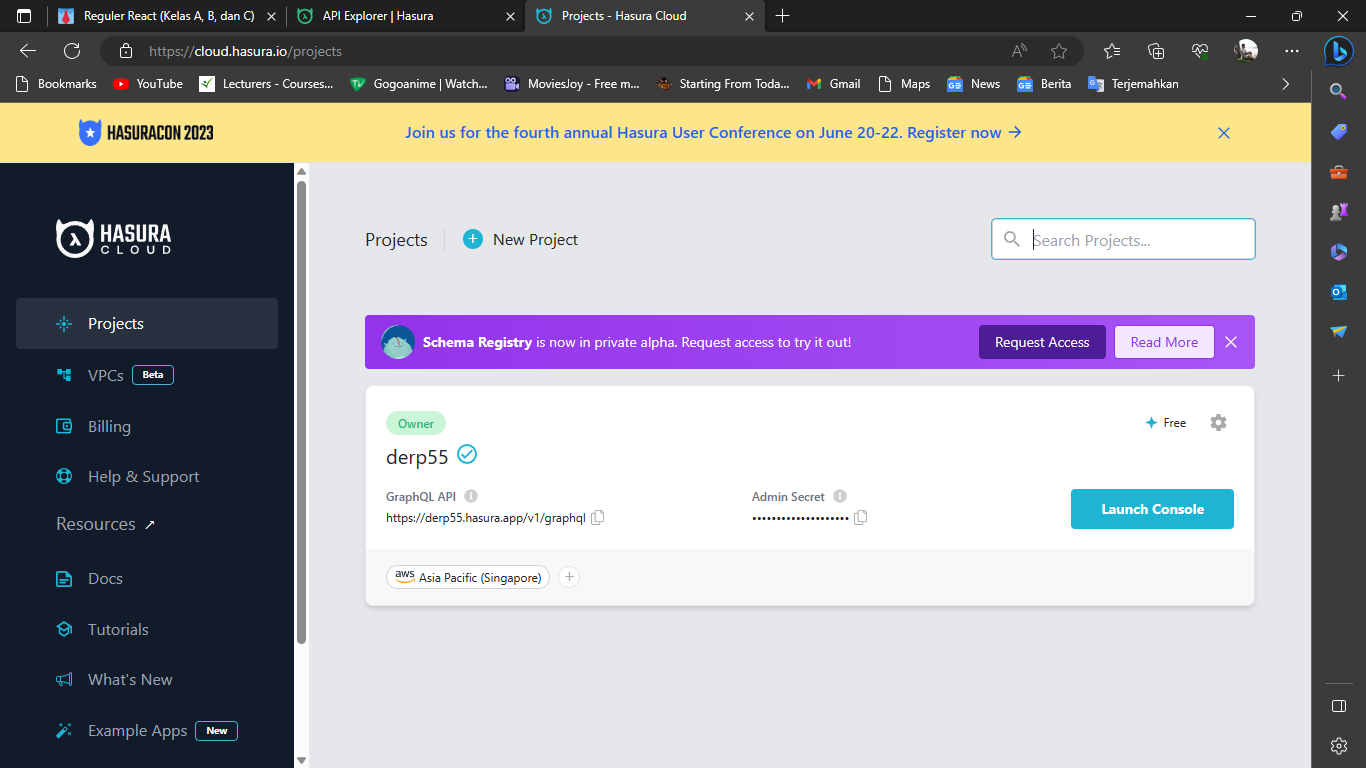 Reguler React (Kelas A, B, dan C)
API Explorer | Hasura
Projects - Hasura Cloud
https://cloud.hasura.io/projects
Bookmarks
YouTube
Lecturers - Courses...
Gogoanime | Watch...
MoviesJoy - Free m...
Starting From Toda...
Gmail
Maps
News
Berita
Terjemahkan
HASURACON 2023
Join us for the fourth annual Hasura User Conference on June 20-22. Register now →
HASURA
CLOUD
Projects
VPCs Beta
Billing
Help & Support
Resources ↗
Docs
Tutorials
What's New
Example Apps New
Projects
New Project
Search Projects...
Schema Registry is now in private alpha. Request access to try it out!
Request Access
Read More
Owner
Free
derp55
GraphQL API
https://derp55.hasura.app/v1/graphql
Admin Secret
••••••••••••••••••••
Launch Console
aws Asia Pacific (Singapore)